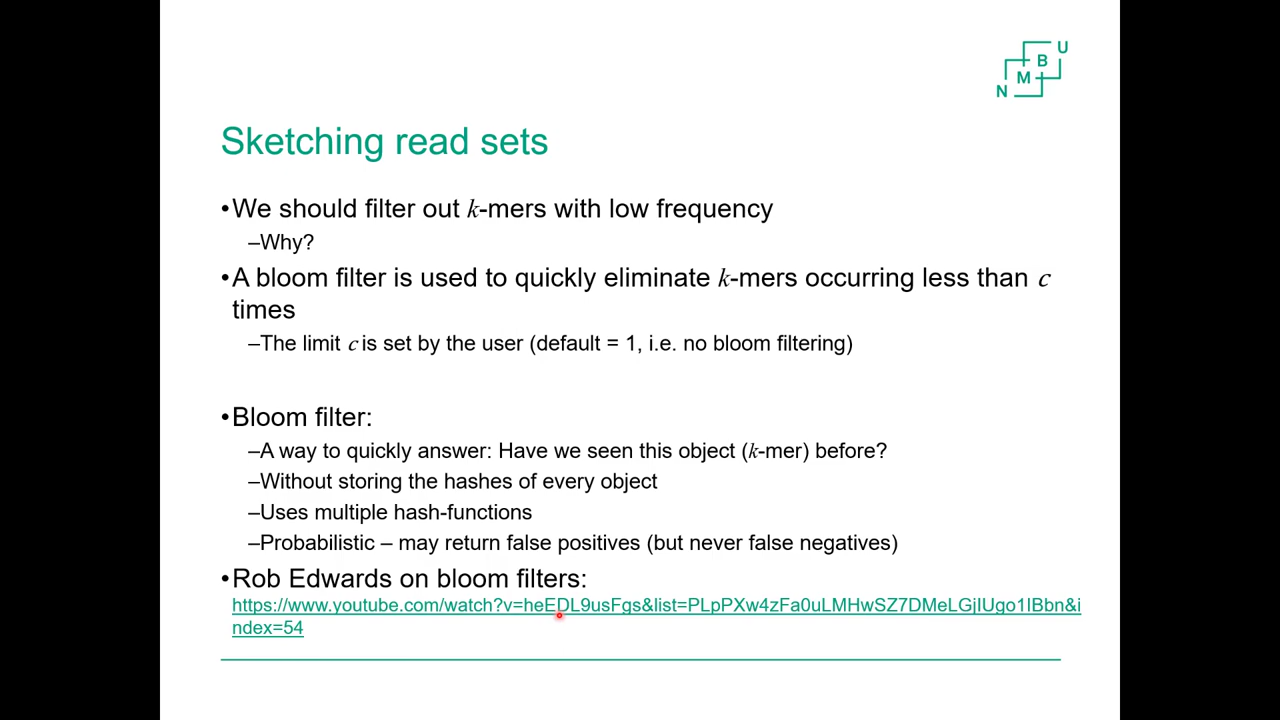 U
B
M
N
Sketching read sets
•We should filter out k-mers with low frequency
–Why?
•A bloom filter is used to quickly eliminate k-mers occurring less than c
times
–The limit c is set by the user (default = 1, i.e. no bloom filtering)
•Bloom filter:
–A way to quickly answer: Have we seen this object (k-mer) before?
–Without storing the hashes of every object
–Uses multiple hash-functions
–Probabilistic – may return false positives (but never false negatives)
•Rob Edwards on bloom filters:
https://www.youtube.com/watch?v=heEDL9usFgs&list=PLpPXw4zFa0uLMHwSZ7DMeLGjIUgo1IBbn&i
ndex=54